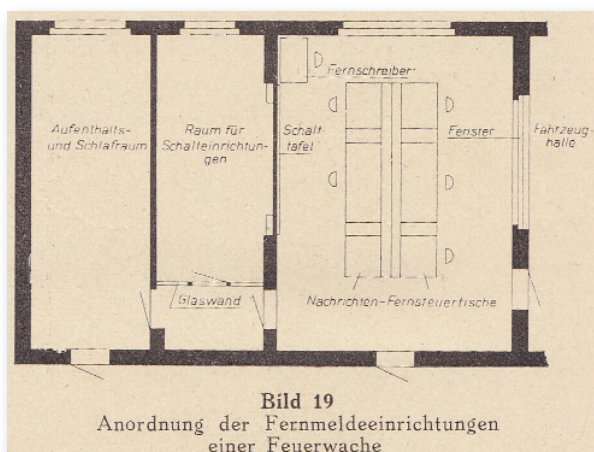 Fernschreiber
Aufenthalts-
und Schlafraum
Raum für
Schalteinrichtun-
gen
Schalt-
tafel
Fenster
Fahrzeug-
halle
Glaswand
Nachrichten-Fernsteuertische
Bild 19
Anordnung der Fernmeldeeinrichtungen
einer Feuerwache